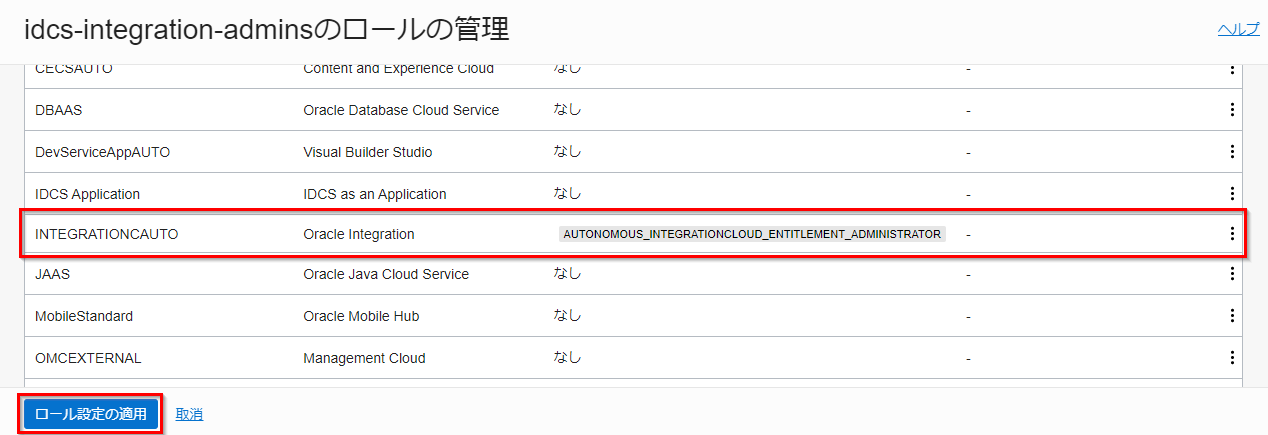 idcs-integration-adminsのロールの管理 ヘルプ
CECSAUTO Content and Experience Cloud なし -
DBAAS Oracle Database Cloud Service なし -
DevServiceAppAUTO Visual Builder Studio なし -
IDCS Application IDCS as an Application なし -
INTEGRATIONCAUTO Oracle Integration AUTONOMOUS_INTEGRATIONCLOUD_ENTITLEMENT_ADMINISTRATOR -
JAAS Oracle Java Cloud Service なし -
MobileStandard Oracle Mobile Hub なし -
OMCEXTERNAL Management Cloud なし -
ロール設定の適用 取消